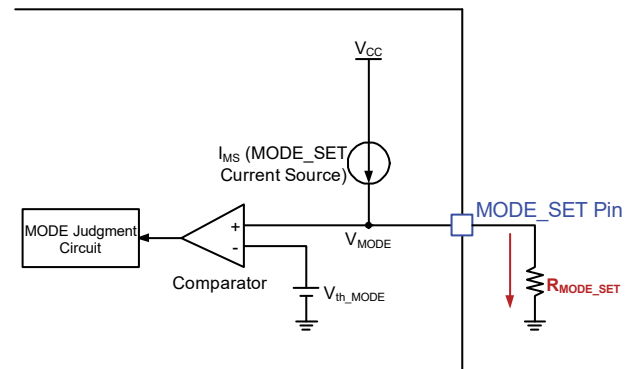 V_CC
I_MS (MODE_SET
Current Source)
MODE_SET Pin
MODE Judgment
Circuit
+
-
V_MODE
Comparator
V_th_MODE
R_MODE_SET